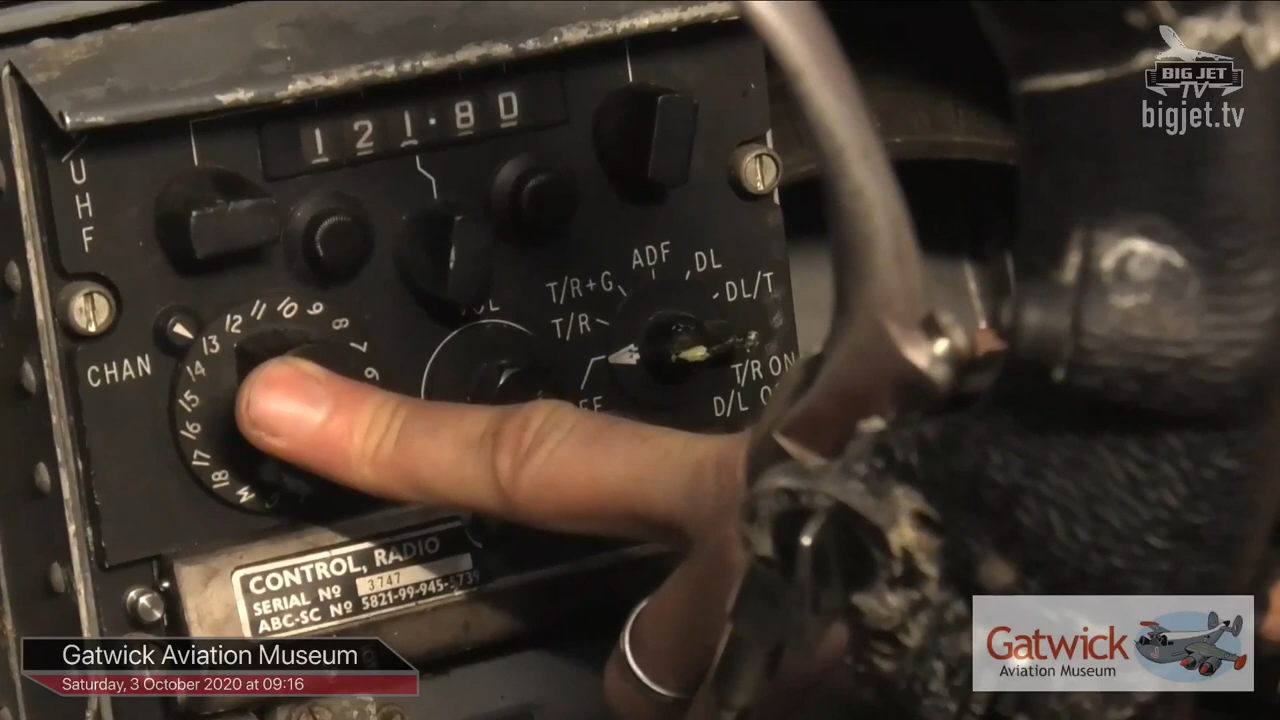 BIG JET
TV
bigjet.tv
121.80
UHF
CHAN
13 12 11 10 9 8 7 6
14
15
16
17
18
M
T/R+G
ADF
DL
DL/T
T/R
T/R ON
D/L
CONTROL, RADIO
SERIAL Nº 3747
ABC-SC Nº 5821-99-945-5739
Gatwick Aviation Museum
Saturday, 3 October 2020 at 09:16
Gatwick
Aviation Museum